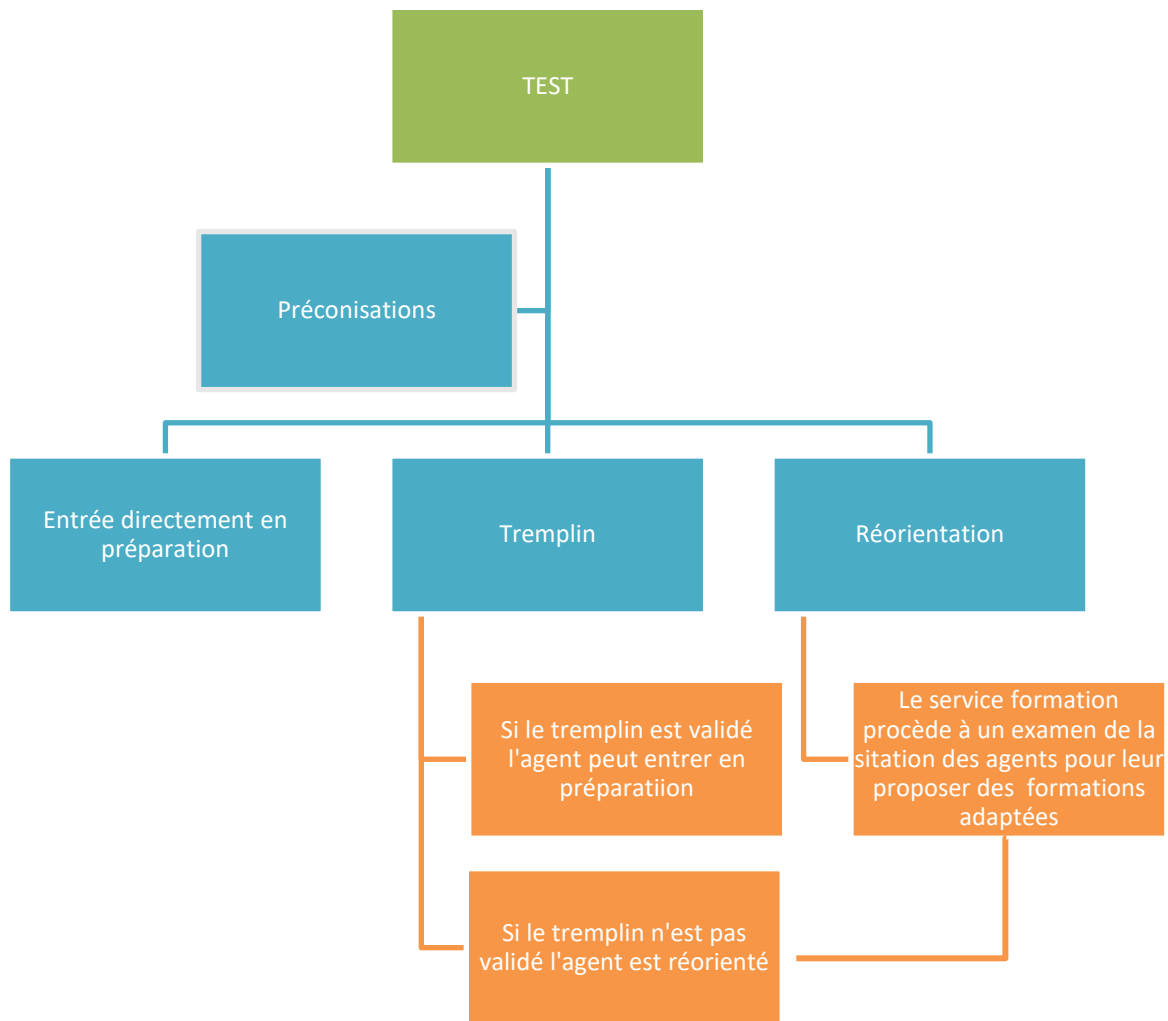 TEST
Préconisations
Entrée directement en
préparation
Tremplin
Réorientation
Si le tremplin est validé
l'agent peut entrer en
préparatiion
Le service formation
procède à un examen de la
sitation des agents pour leur
proposer des  formations
adaptées
Si le tremplin n'est pas
validé l'agent est réorienté